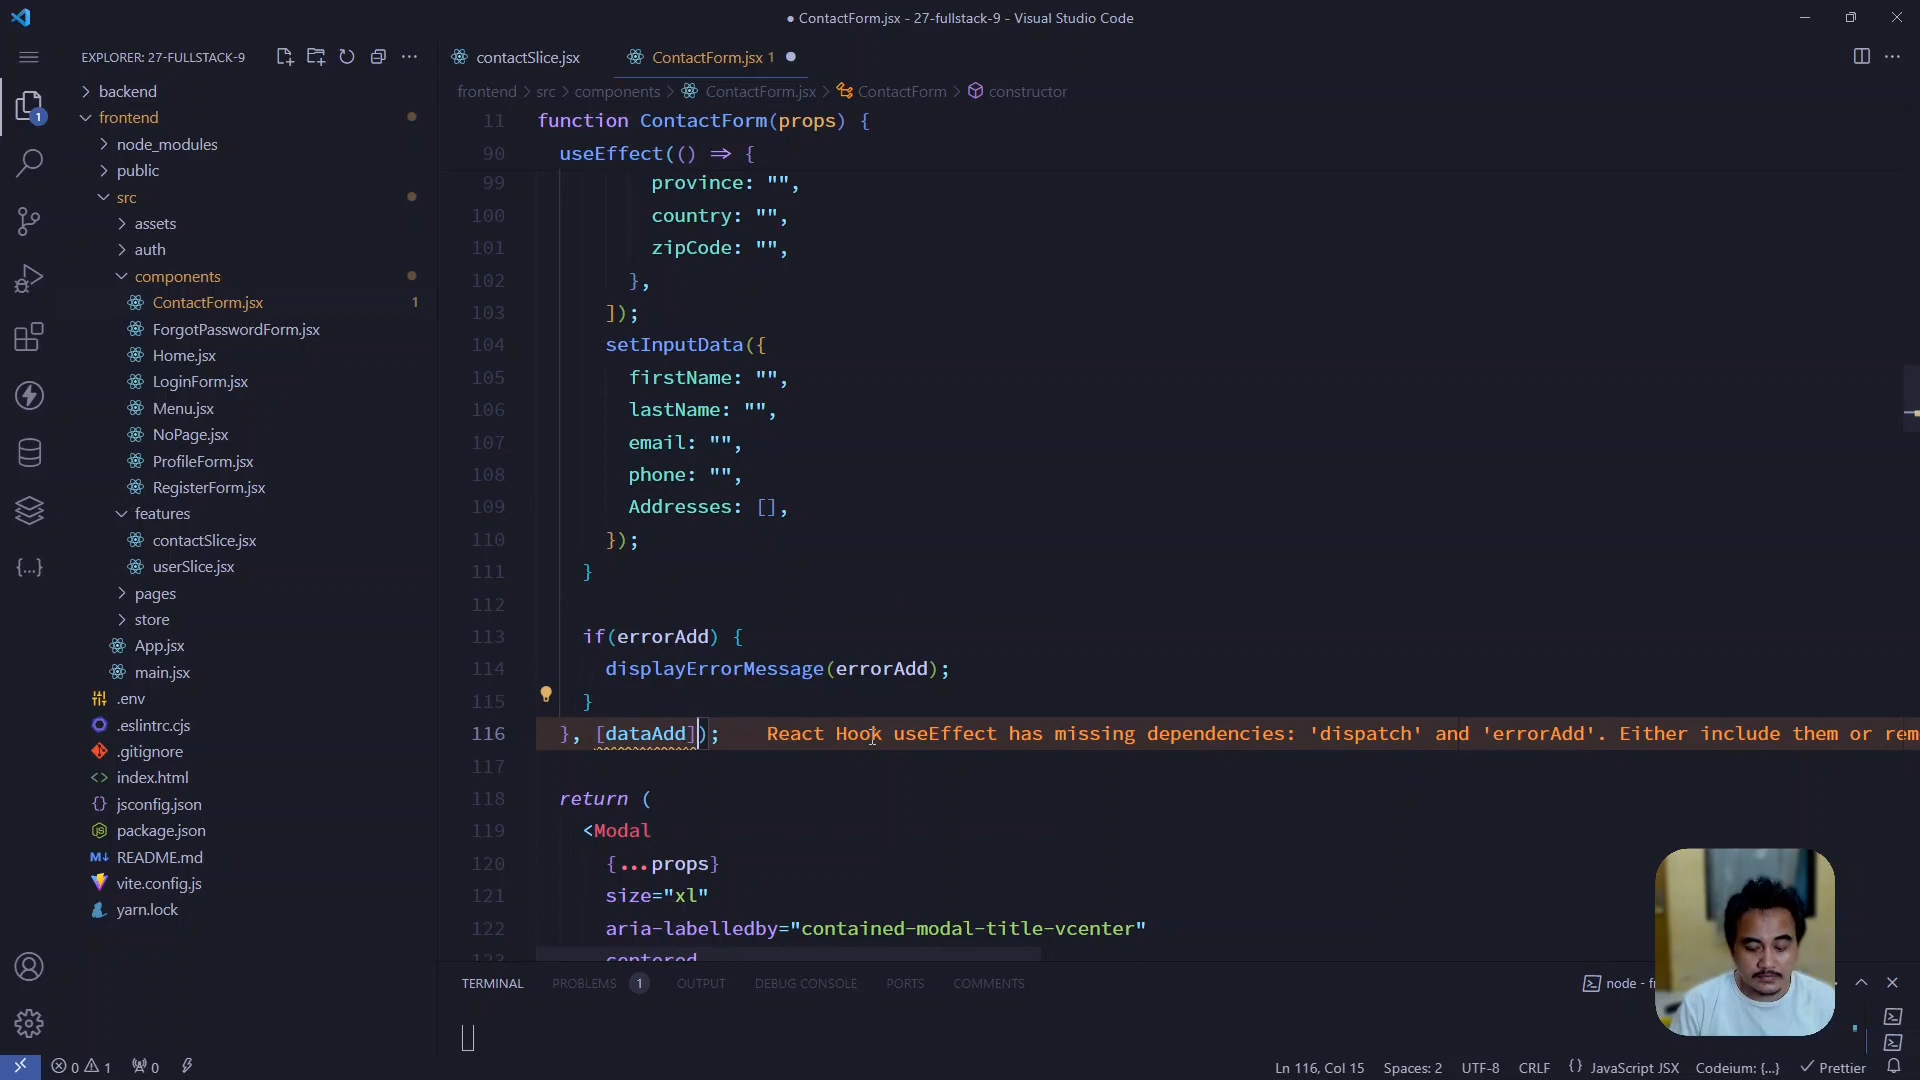 ● ContactForm.jsx - 27-fullstack-9 - Visual Studio Code
EXPLORER: 27-FULLSTACK-9
backend
frontend
node_modules
public
src
assets
auth
components
ContactForm.jsx 1
ForgotPasswordForm.jsx
Home.jsx
LoginForm.jsx
Menu.jsx
NoPage.jsx
ProfileForm.jsx
RegisterForm.jsx
features
contactSlice.jsx
userSlice.jsx
pages
store
App.jsx
main.jsx
.env
.eslintrc.cjs
.gitignore
index.html
jsconfig.json
package.json
README.md
vite.config.js
yarn.lock
1
contactSlice.jsx
ContactForm.jsx 1
frontend > src > components > ContactForm.jsx > ContactForm > constructor
11 function ContactForm(props) {
90 useEffect(() => {
99 province: "",
100 country: "",
101 zipCode: "",
102 },
103 ]);
104 setInputData({
105 firstName: "",
106 lastName: "",
107 email: "",
108 phone: "",
109 Addresses: [],
110 });
111 }
112
113 if(errorAdd) {
114 displayErrorMessage(errorAdd);
115 }
116 }, [dataAdd]); React Hook useEffect has missing dependencies: 'dispatch' and 'errorAdd'. Either include them or rem
117
118 return (
119 <Modal
120 {...props}
121 size="xl"
122 aria-labelledby="contained-modal-title-vcenter"
123 centered
TERMINAL PROBLEMS 1 OUTPUT DEBUG CONSOLE PORTS COMMENTS
node - fr
0 1 0
Ln 116, Col 15 Spaces: 2 UTF-8 CRLF {} JavaScript JSX Codeium: {...} Prettier